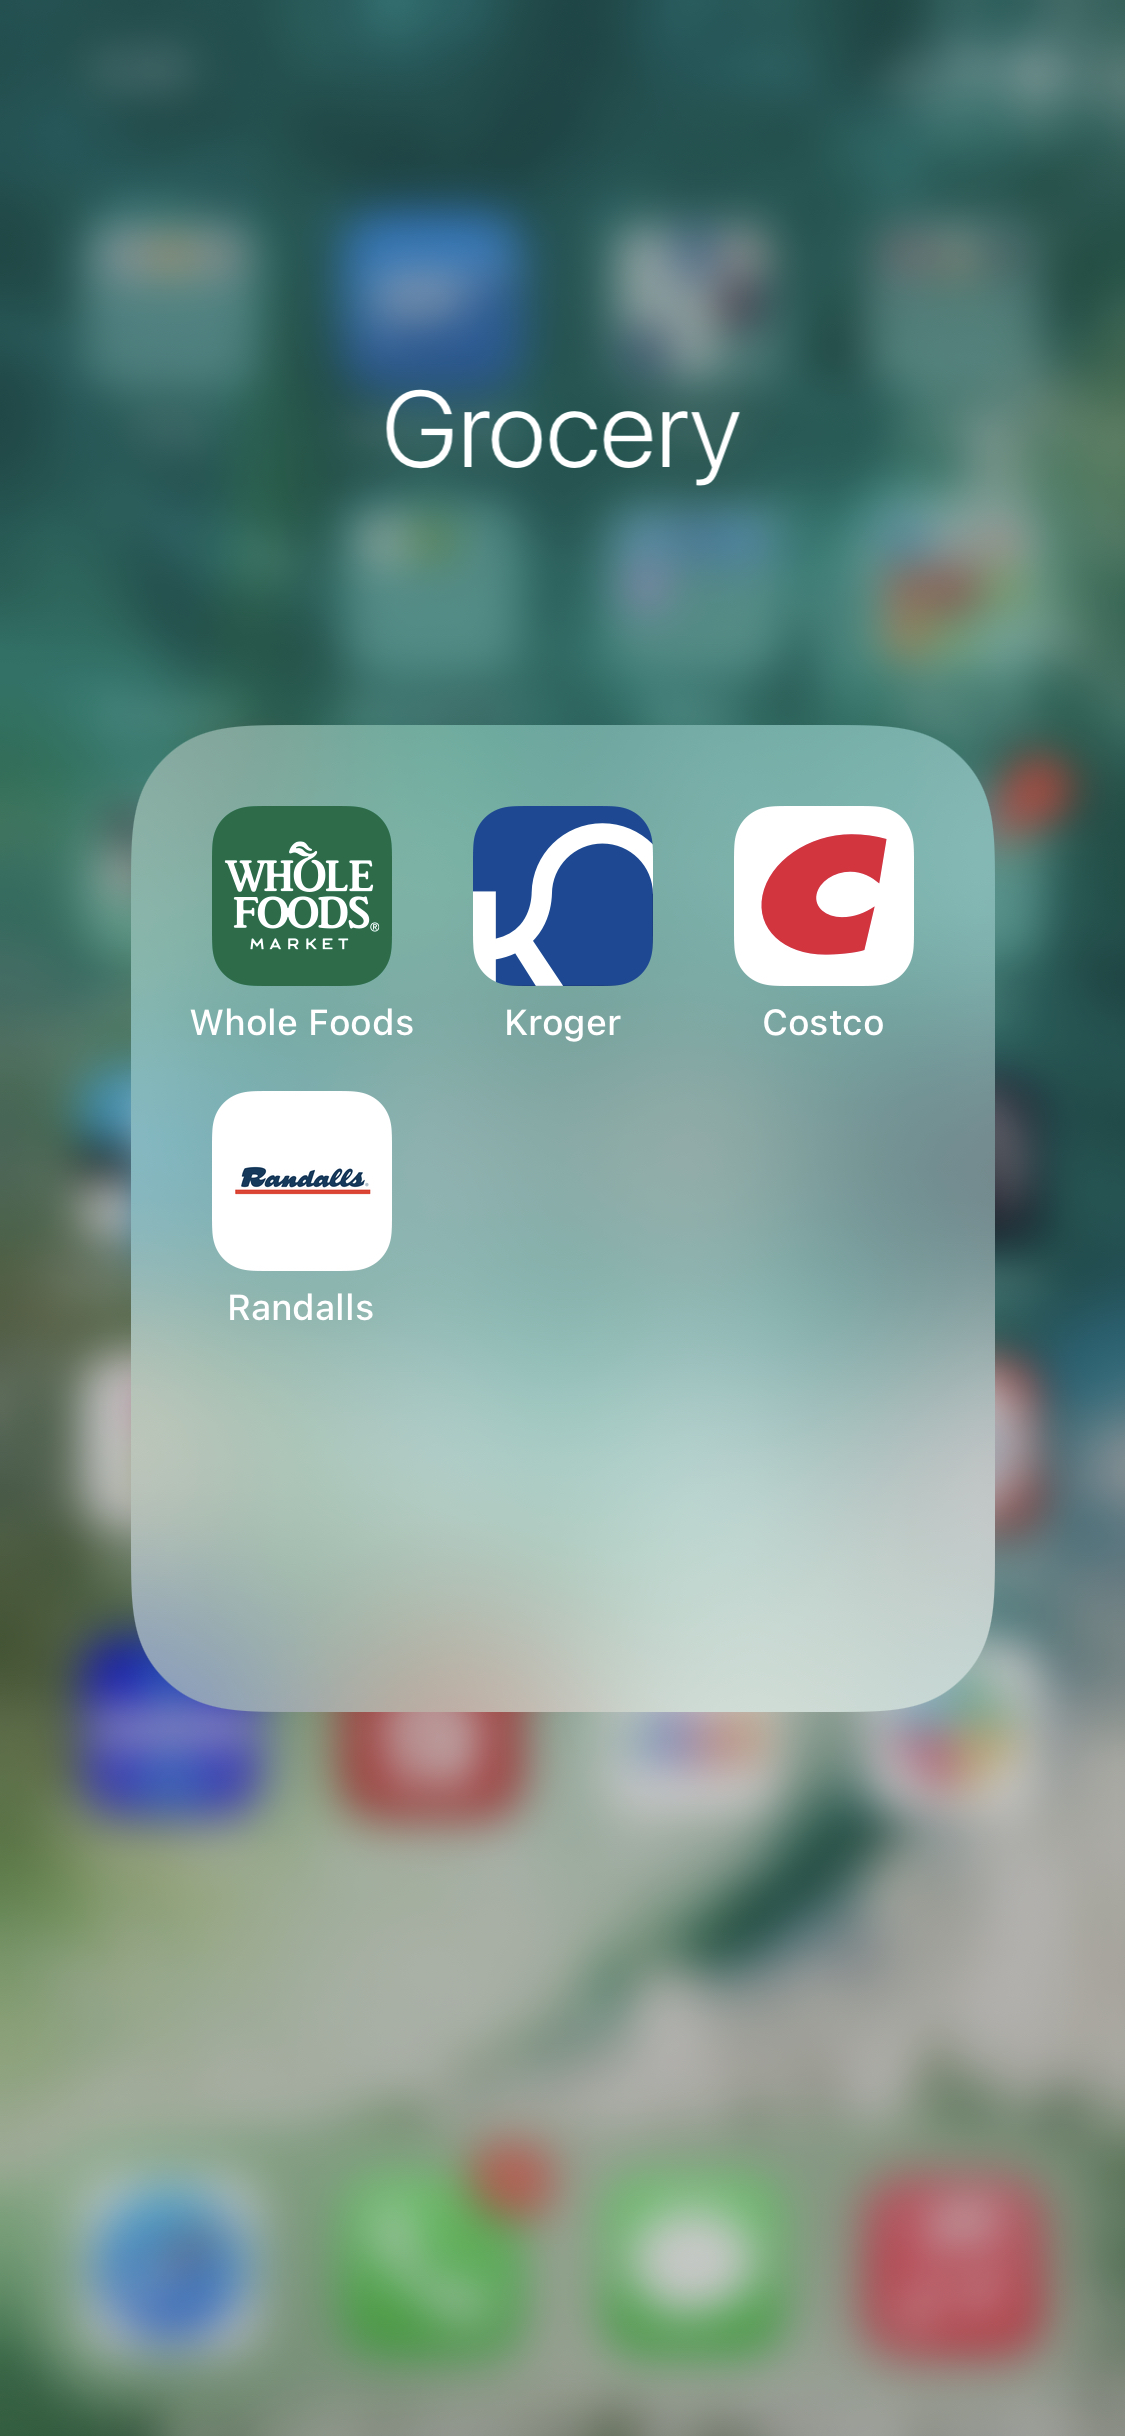 Grocery
WHOLE
FOODS®
MARKET
Whole Foods
Kroger
Costco
Randalls
Randalls